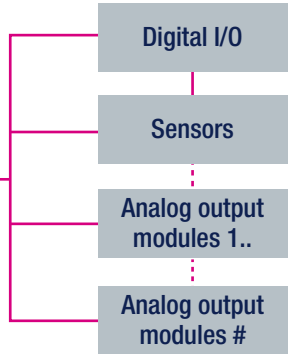 Digital I/O
Sensors
Analog output
modules 1..
Analog output
modules #